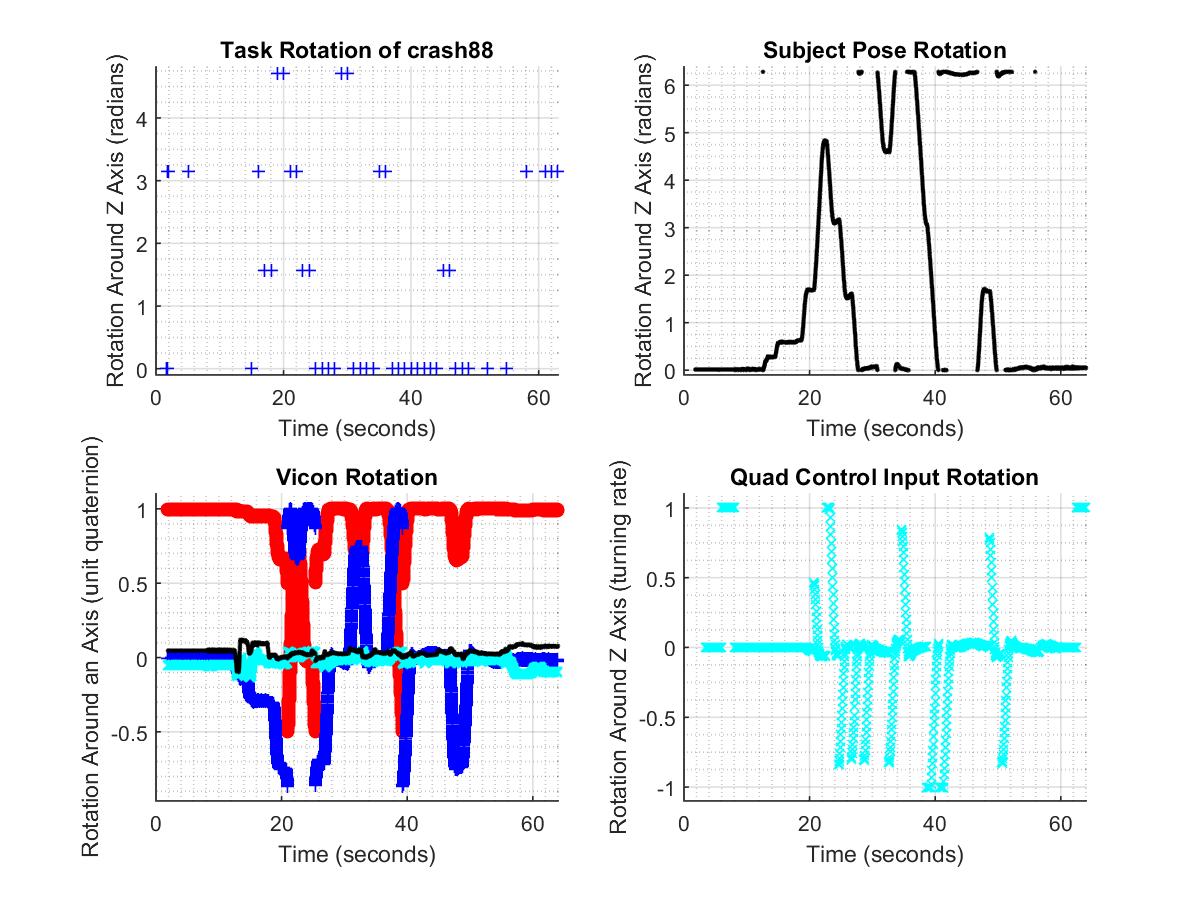 Task Rotation of crash88
Rotation Around Z Axis (radians)
4
3
2
1
0
0 20 40 60
Time (seconds)
Subject Pose Rotation
Rotation Around Z Axis (radians)
6
5
4
3
2
1
0
0 20 40 60
Time (seconds)
Vicon Rotation
Rotation Around an Axis (unit quaternion)
1
0.5
0
-0.5
0 20 40 60
Time (seconds)
Quad Control Input Rotation
Rotation Around Z Axis (turning rate)
1
0.5
0
-0.5
-1
0 20 40 60
Time (seconds)